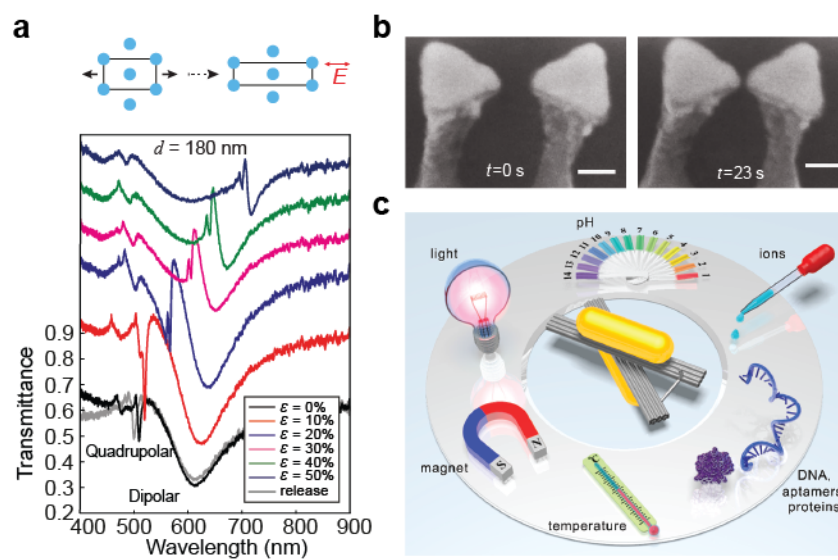 a
E
d = 180 nm
0.9
0.8
0.7
0.6
0.5
0.4
0.3
0.2
Transmittance
Quadrupolar
Dipolar
ε = 0%
ε = 10%
ε = 20%
ε = 30%
ε = 40%
ε = 50%
release
400 500 600 700 800 900
Wavelength (nm)
b
t=0 s
t=23 s
c
pH
14 13 12 11 10 9 8 7 6 5 4 3 2 1
light
ions
magnet
S
N
°C
temperature
DNA,
aptamers
proteins